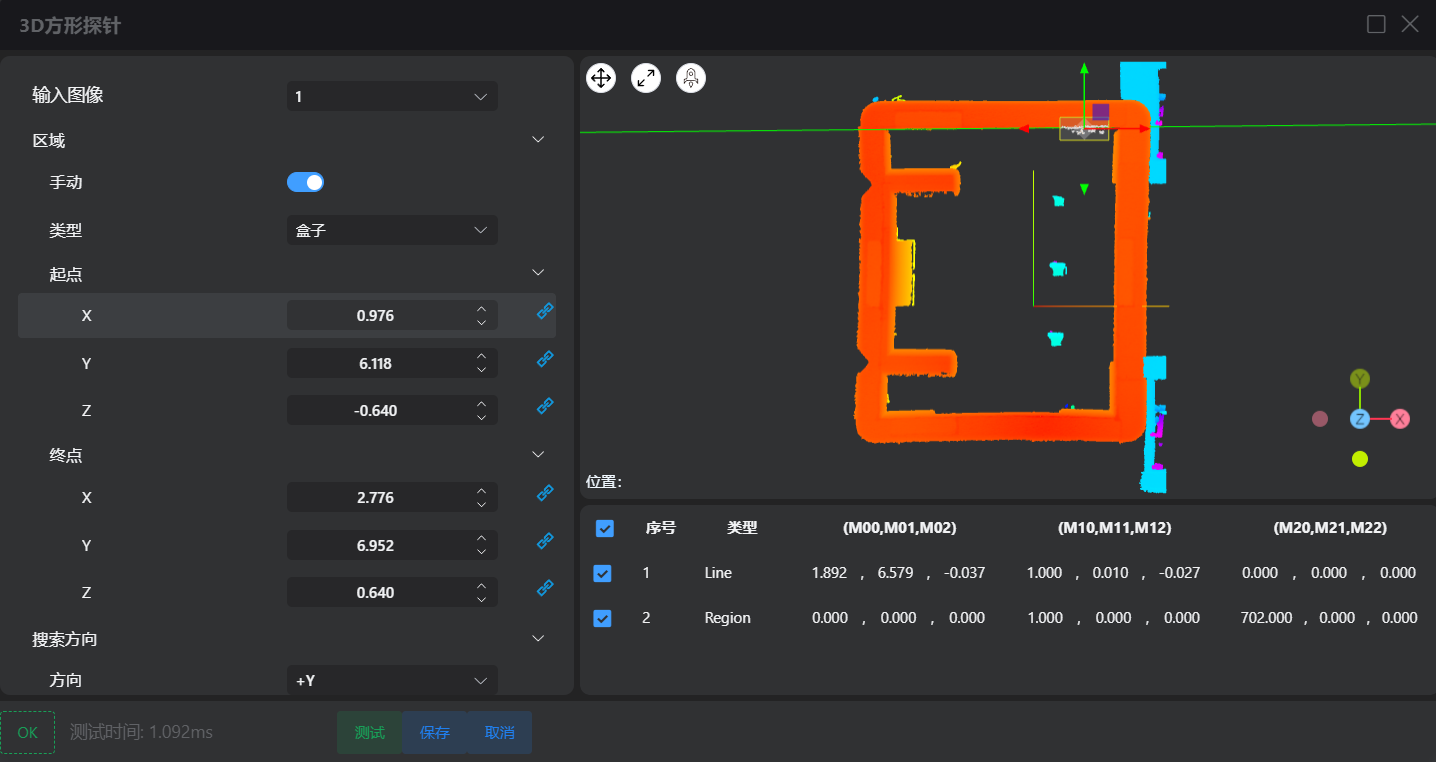 3D方形探针
输入图像 1
区域
手动
类型 盒子
起点
X 0.976
Y 6.118
Z -0.640
终点
X 2.776
Y 6.952
Z 0.640
搜索方向
方向 +Y
Y
Z X
位置:
序号 类型 (M00,M01,M02) (M10,M11,M12) (M20,M21,M22)
1 Line 1.892 , 6.579 , -0.037 1.000 , 0.010 , -0.027 0.000 , 0.000 , 0.000
2 Region 0.000 , 0.000 , 0.000 1.000 , 0.000 , 0.000 702.000 , 0.000 , 0.000
OK 测试时间: 1.092ms 测试 保存 取消